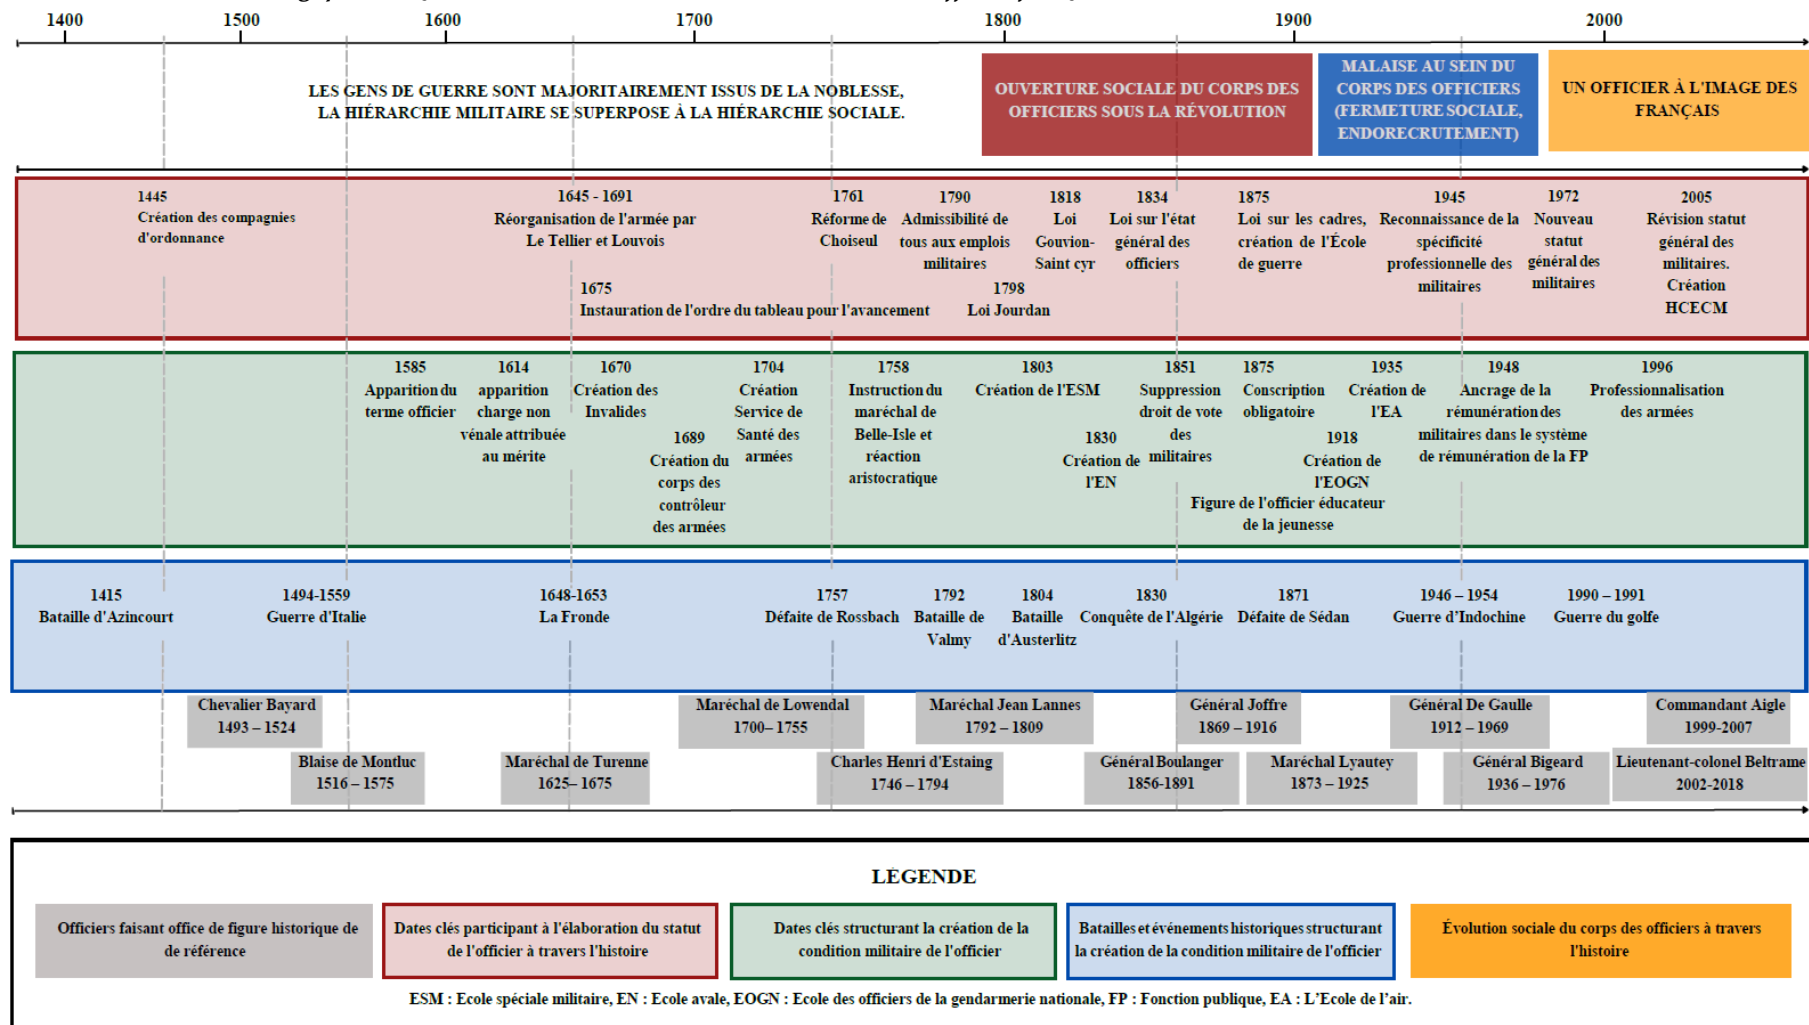 1400 1500 1600 1700 1800 1900 2000
LES GENS DE GUERRE SONT MAJORITAIREMENT ISSUS DE LA NOBLESSE,
LA HIÉRARCHIE MILITAIRE SE SUPERPOSE À LA HIÉRARCHIE SOCIALE.
OUVERTURE SOCIALE DU CORPS DES
OFFICIERS SOUS LA RÉVOLUTION
MALAISE AU SEIN DU
CORPS DES OFFICIERS
(FERMETURE SOCIALE,
ENDORECRUTEMENT)
UN OFFICIER À L'IMAGE DES
FRANÇAIS
1445
Création des compagnies
d'ordonnance
1645 - 1691
Réorganisation de l'armée par
Le Tellier et Louvois
1675
Instauration de l'ordre du tableau pour l'avancement
1761
Réforme de
Choiseul
1790
Admissibilité de
tous aux emplois
militaires
1798
Loi Jourdan
1818
Loi
Gouvion-
Saint cyr
1834
Loi sur l'état
général des
officiers
1875
Loi sur les cadres,
création de l'École
de guerre
1945
Reconnaissance de la
spécificité
professionnelle des
militaires
1972
Nouveau
statut
général des
militaires
2005
Révision statut
général des
militaires.
Création
HCECM
1585
Apparition du
terme officier
1614
apparition
charge non
vénale attribuée
au mérite
1670
Création des
Invalides
1689
Création du
corps des
contrôleur
des armées
1704
Création
Service de
Santé des
armées
1758
Instruction du
maréchal de
Belle-Isle et
réaction
aristocratique
1803
Création de l'ESM
1830
Création de
l'EN
1851
Suppression
droit de vote
des
militaires
1875
Conscription
obligatoire
1918
Création de
l'EOGN
Figure de l'officier éducateur
de la jeunesse
1935
Création de
l'EA
1948
Ancrage de la
rémunération des
militaires dans le système
de rémunération de la FP
1996
Professionnalisation
des armées
1415
Bataille d'Azincourt
1494-1559
Guerre d'Italie
1648-1653
La Fronde
1757
Défaite de Rossbach
1792
Bataille de
Valmy
1804
Bataille
d'Austerlitz
1830
Conquête de l'Algérie
1871
Défaite de Sédan
1946 – 1954
Guerre d'Indochine
1990 – 1991
Guerre du golfe
Chevalier Bayard
1493 – 1524
Blaise de Montluc
1516 – 1575
Maréchal de Turenne
1625– 1675
Maréchal de Lowendal
1700– 1755
Charles Henri d'Estaing
1746 – 1794
Maréchal Jean Lannes
1792 – 1809
Général Boulanger
1856-1891
Général Joffre
1869 – 1916
Maréchal Lyautey
1873 – 1925
Général De Gaulle
1912 – 1969
Général Bigeard
1936 – 1976
Commandant Aigle
1999-2007
Lieutenant-colonel Beltrame
2002-2018
LÉGENDE
Officiers faisant office de figure historique de
de référence
Dates clés participant à l'élaboration du statut
de l'officier à travers l'histoire
Dates clés structurant la création de la
condition militaire de l'officier
Batailles et événements historiques structurant
la création de la condition militaire de l'officier
Évolution sociale du corps des officiers à travers
l'histoire
ESM : Ecole spéciale militaire, EN : Ecole avale, EOGN : Ecole des officiers de la gendarmerie nationale, FP : Fonction publique, EA : L'Ecole de l'air.